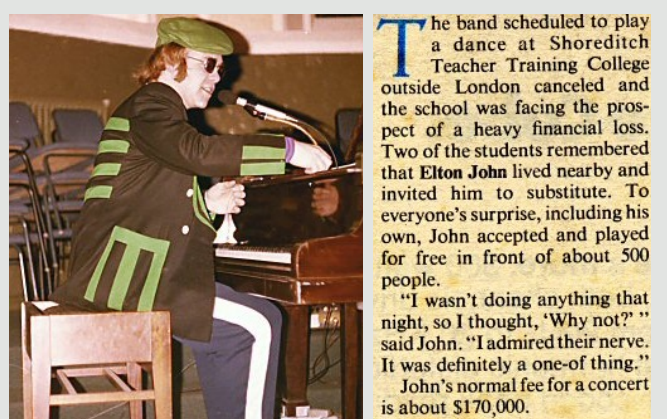 The band scheduled to play
a dance at Shoreditch
Teacher Training College
outside London canceled and
the school was facing the pros-
pect of a heavy financial loss.
Two of the students remembered
that Elton John lived nearby and
invited him to substitute. To
everyone's surprise, including his
own, John accepted and played
for free in front of about 500
people.
"I wasn't doing anything that
night, so I thought, 'Why not?' "
said John. "I admired their nerve.
It was definitely a one-of thing."
John's normal fee for a concert
is about $170,000.